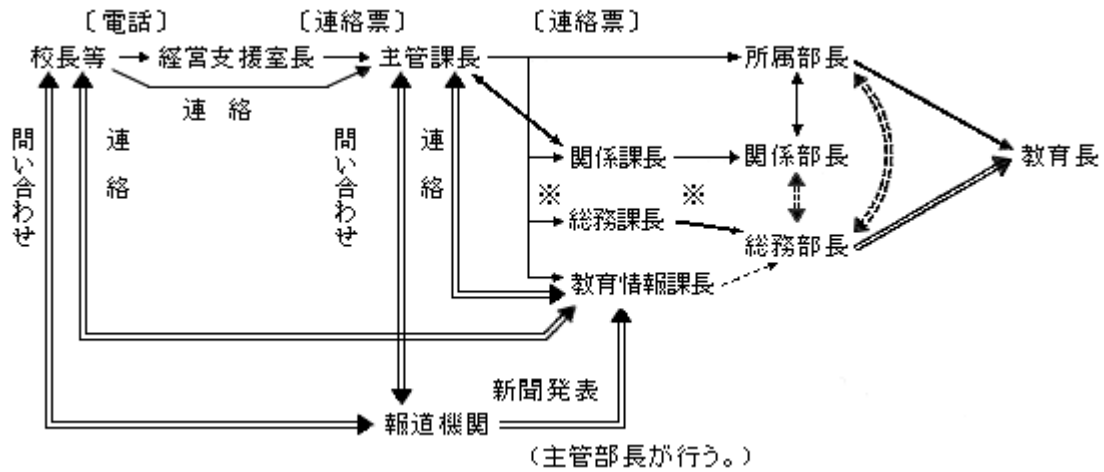 〔電話〕 〔連絡票〕 〔連絡票〕
校長等 経営支援室長 主管課長 所属部長
連絡
問い合わせ
連絡
問い合わせ
連絡
関係課長 関係部長 教育長
※ ※
総務課長
総務部長
教育情報課長
新聞発表
報道機関
（主管部長が行う。）